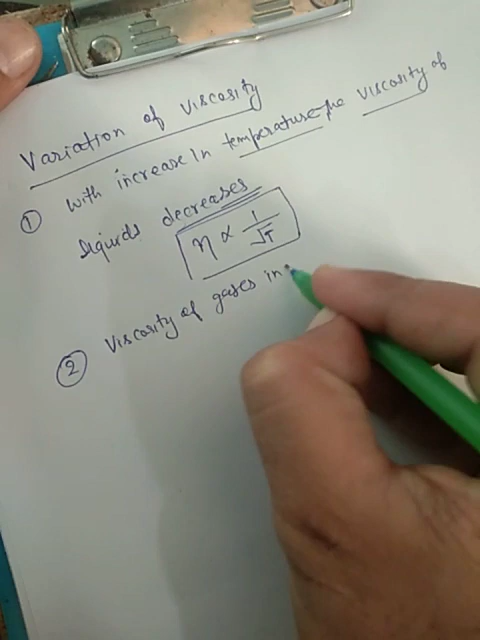 Variation of viscosity
① with increase in temperature the viscosity of
liquids decreases
η ∝ 1/√T
② Viscosity of gases in